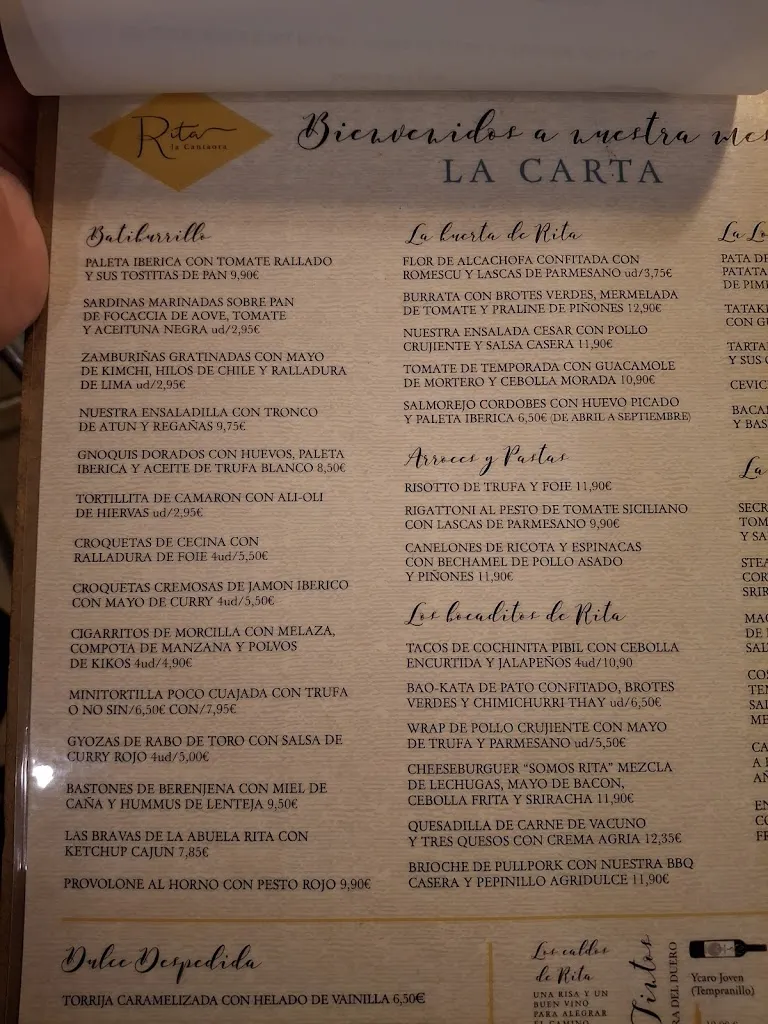 Rita
la Cantaora
Bienvenidos a nuestra
LA CARTA
Batiburrillo
PALETA IBERICA CON TOMATE RALLADO
Y SUS TOSTITAS DE PAN 9,90€
SARDINAS MARINADAS SOBRE PAN
DE FOCACCIA DE AOVE, TOMATE
Y ACEITUNA NEGRA ud/2,95€
ZAMBURIÑAS GRATINADAS CON MAYO
DE KIMCHI, HILOS DE CHILE Y RALLADURA
DE LIMA ud/2,95€
NUESTRA ENSALADILLA CON TRONCO
DE ATUN Y REGAÑAS 9,75€
GNOQUIS DORADOS CON HUEVOS, PALETA
IBERICA Y ACEITE DE TRUFA BLANCO 8,50€
TORTILLITA DE CAMARON CON ALI-OLI
DE HIERVAS ud/2,95€
CROQUETAS DE CECINA CON
RALLADURA DE FOIE 4ud/5,50€
CROQUETAS CREMOSAS DE JAMON IBERICO
CON MAYO DE CURRY 4ud/5,50€
CIGARRITOS DE MORCILLA CON MELAZA,
COMPOTA DE MANZANA Y POLVOS
DE KIKOS 4ud/4,90€
MINITORTILLA POCO CUAJADA CON TRUFA
O NO SIN/6,50€ CON/7,95€
GYOZAS DE RABO DE TORO CON SALSA DE
CURRY ROJO 4ud/5,00€
BASTONES DE BERENJENA CON MIEL DE
CAÑA Y HUMMUS DE LENTEJA 9,50€
LAS BRAVAS DE LA ABUELA RITA CON
KETCHUP CAJUN 7,85€
PROVOLONE AL HORNO CON PESTO ROJO 9,90€
La huerta de Rita
FLOR DE ALCACHOFA CONFITADA CON
ROMESCU Y LASCAS DE PARMESANO ud/3,75€
BURRATA CON BROTES VERDES, MERMELADA
DE TOMATE Y PRALINE DE PIÑONES 12,90€
NUESTRA ENSALADA CESAR CON POLLO
CRUJIENTE Y SALSA CASERA 11,90€
TOMATE DE TEMPORADA CON GUACAMOLE
DE MORTERO Y CEBOLLA MORADA 10,90€
SALMOREJO CORDOBES CON HUEVO PICADO
Y PALETA IBERICA 6,50€ (DE ABRIL A SEPTIEMBRE)
Arroces y Pastas
RISOTTO DE TRUFA Y FOIE 11,90€
RIGATTONI AL PESTO DE TOMATE SICILIANO
CON LASCAS DE PARMESANO 9,90€
CANELONES DE RICOTA Y ESPINACAS
CON BECHAMEL DE POLLO ASADO
Y PIÑONES 11,90€
Los bocaditos de Rita
TACOS DE COCHINITA PIBIL CON CEBOLLA
ENCURTIDA Y JALAPEÑOS 4ud/10,90
BAO-KATA DE PATO CONFITADO, BROTES
VERDES Y CHIMICHURRI THAY ud/6,50€
WRAP DE POLLO CRUJIENTE CON MAYO
DE TRUFA Y PARMESANO ud/5,50€
CHEESEBURGER “SOMOS RITA” MEZCLA
DE LECHUGAS, MAYO DE BACON,
CEBOLLA FRITA Y SRIRACHA 11,90€
QUESADILLA DE CARNE DE VACUNO
Y TRES QUESOS CON CREMA AGRIA 12,35€
BRIOCHE DE PULLPORK CON NUESTRA BBQ
CASERA Y PEPINILLO AGRIDULCE 11,90€
La
PATA DE
PATATA
DE
CON
Y SUS
Y
La
Y
DE
A
Dulce Despedida
TORRIJA CARAMELIZADA CON HELADO DE VAINILLA 6,50€
Los caldos
de Rita
UNA RISA Y UN
BUEN VINO
PARA ALEGRAR
EL CAMINO
Tintos
DEL DUERO
Ycaro Joven
(Tempranillo)